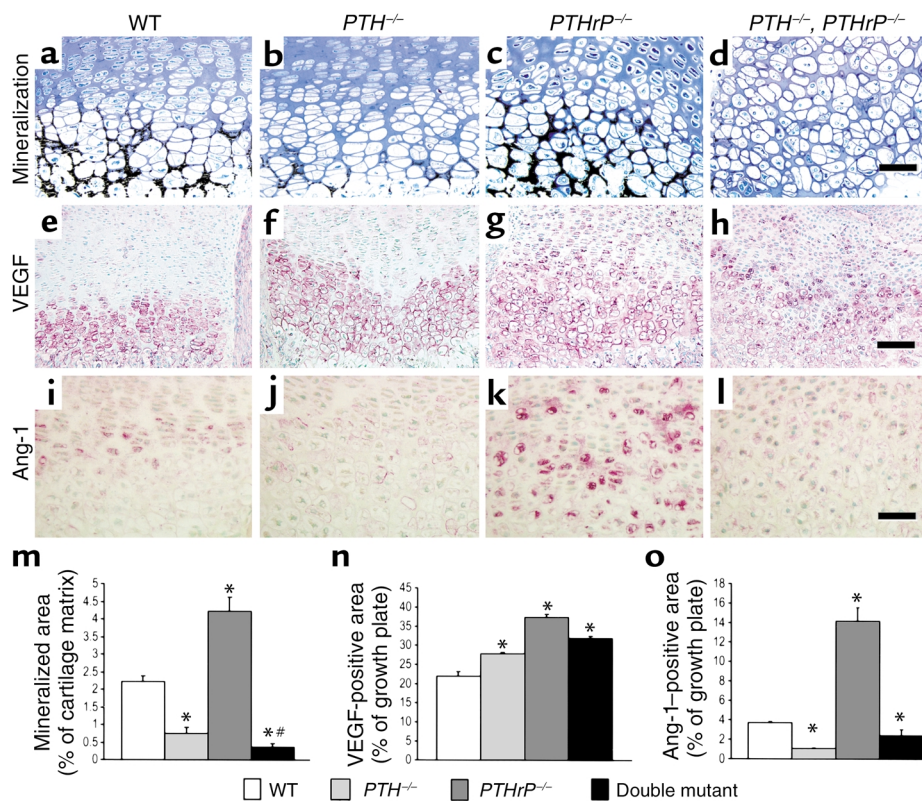 WT PTH–/– PTHrP–/– PTH–/–, PTHrP–/–
Mineralization
a b c d
VEGF
e f g h
Ang-1
i j k l
m
Mineralized area
(% of cartilage matrix)
5
4.5
4
3.5
3
2.5
2
1.5
1
0.5
0
*
*
*#
n
VEGF-positive area
(% of growth plate)
45
40
35
30
25
20
15
10
5
0
*
*
*
o
Ang-1–positive area
(% of growth plate)
16
14
12
10
8
6
4
2
0
*
*
*
WT PTH–/– PTHrP–/– Double mutant